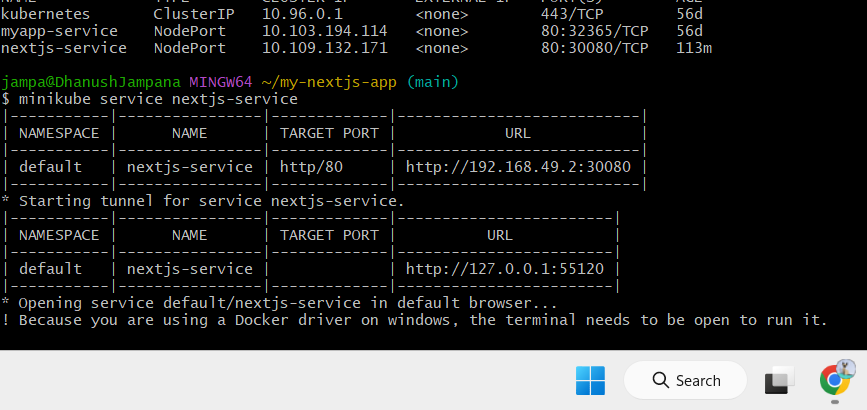 kubernetes     ClusterIP   10.96.0.1        <none>        443/TCP        56d
myapp-service    NodePort    10.103.194.114   <none>        80:32365/TCP   56d
nextjs-service   NodePort    10.109.132.171   <none>        80:30080/TCP   113m
jampa@DhanushJampana MINGW64 ~/my-nextjs-app (main)
$ minikube service nextjs-service
|-----------|----------------|-------------|---------------------------|
| NAMESPACE |      NAME      | TARGET PORT |            URL            |
|-----------|----------------|-------------|---------------------------|
| default   | nextjs-service | http/80     | http://192.168.49.2:30080 |
|-----------|----------------|-------------|---------------------------|
* Starting tunnel for service nextjs-service.
|-----------|----------------|-------------|------------------------|
| NAMESPACE |      NAME      | TARGET PORT |          URL           |
|-----------|----------------|-------------|------------------------|
| default   | nextjs-service |             | http://127.0.0.1:55120 |
|-----------|----------------|-------------|------------------------|
* Opening service default/nextjs-service in default browser...
! Because you are using a Docker driver on windows, the terminal needs to be open to run it.
Search